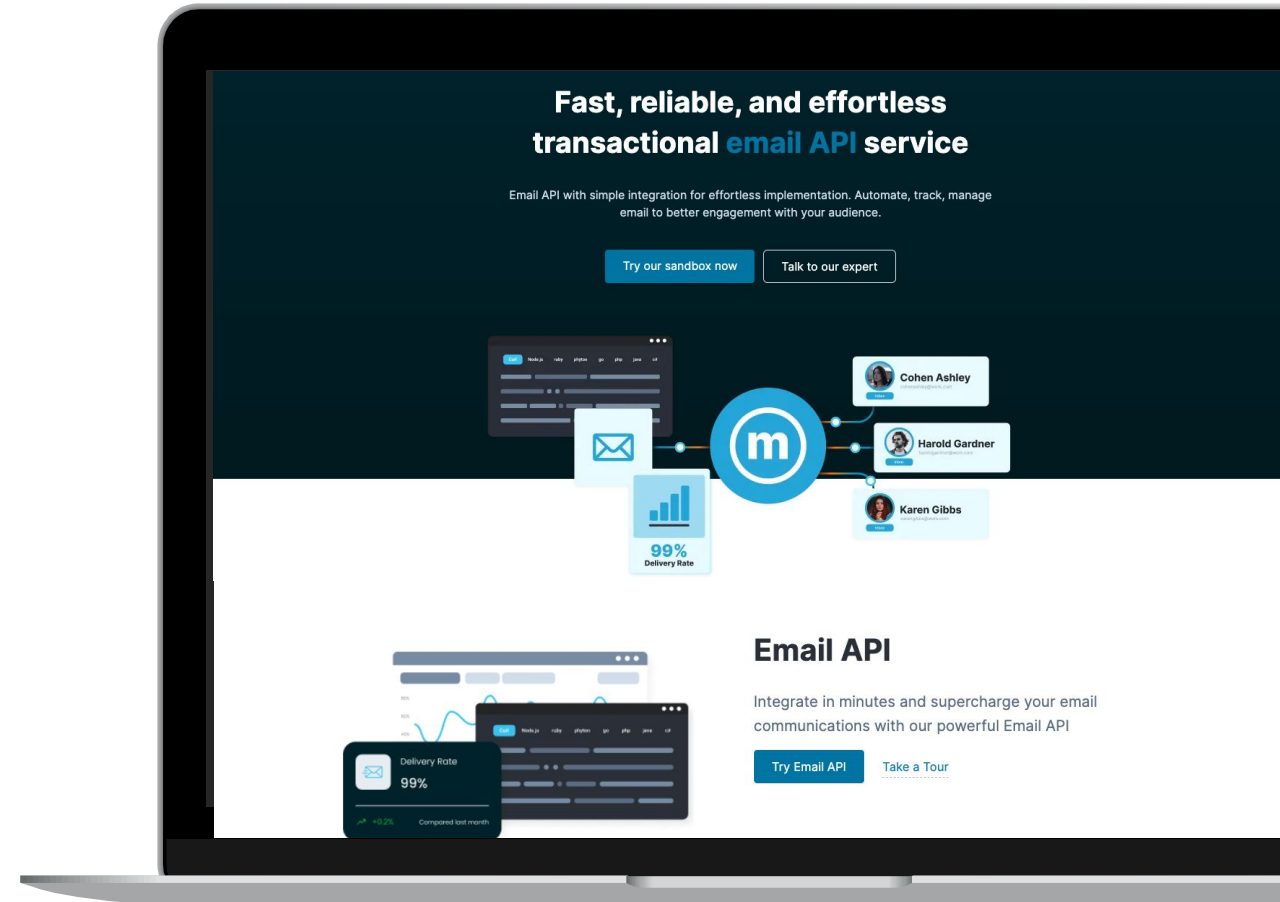 Fast, reliable, and effortless
transactional email API service
Email API with simple integration for effortless implementation. Automate, track, manage
email to better engagement with your audience.
Try our sandbox now
Talk to our expert
Curl Node.js ruby phyton go php java c#
Cohen Ashley
Inbox
m
Harold Gardner
Inbox
Karen Gibbs
Inbox
99%
Delivery Rate
Email API
Integrate in minutes and supercharge your email
communications with our powerful Email API
Try Email API
Take a Tour
Curl Node.js ruby phyton go php java c#
Delivery Rate
99%
+0.2% Compared last month